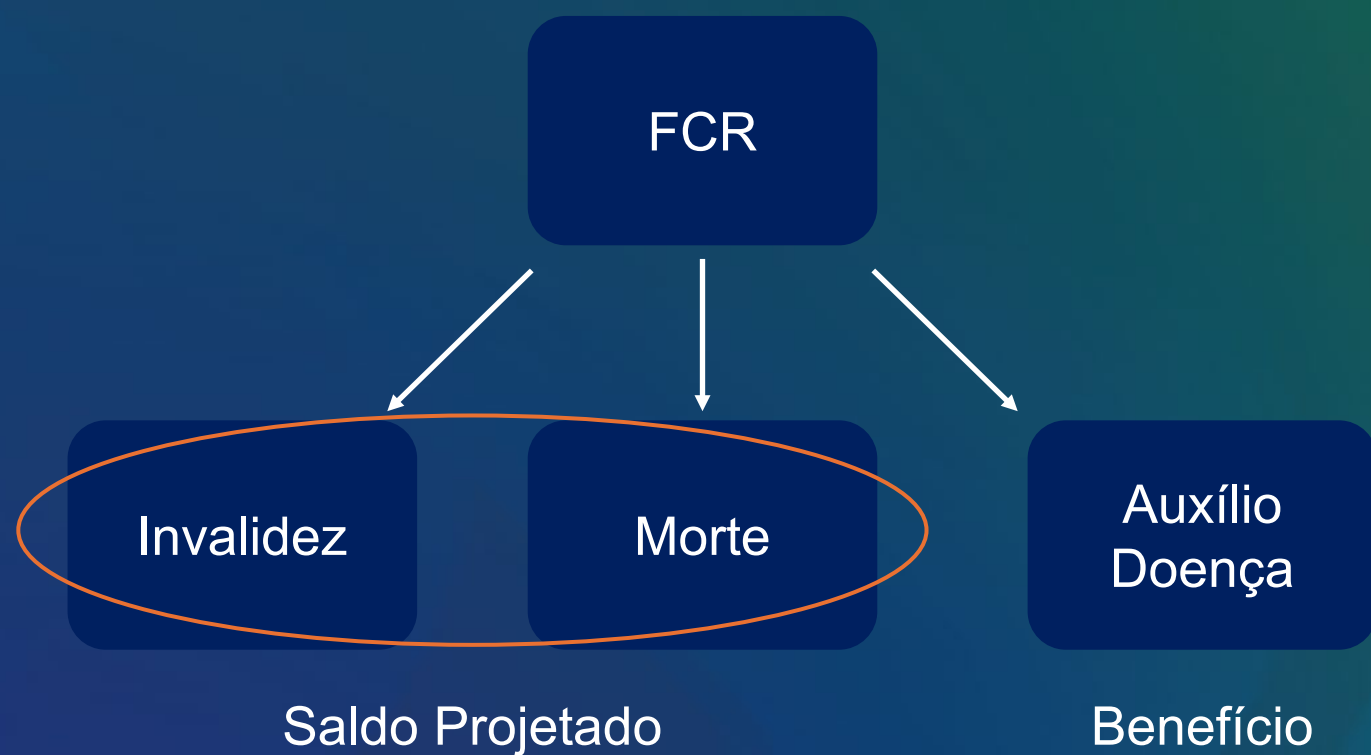 FCR
Invalidez
Morte
Auxílio
Doença
Saldo Projetado
Benefício